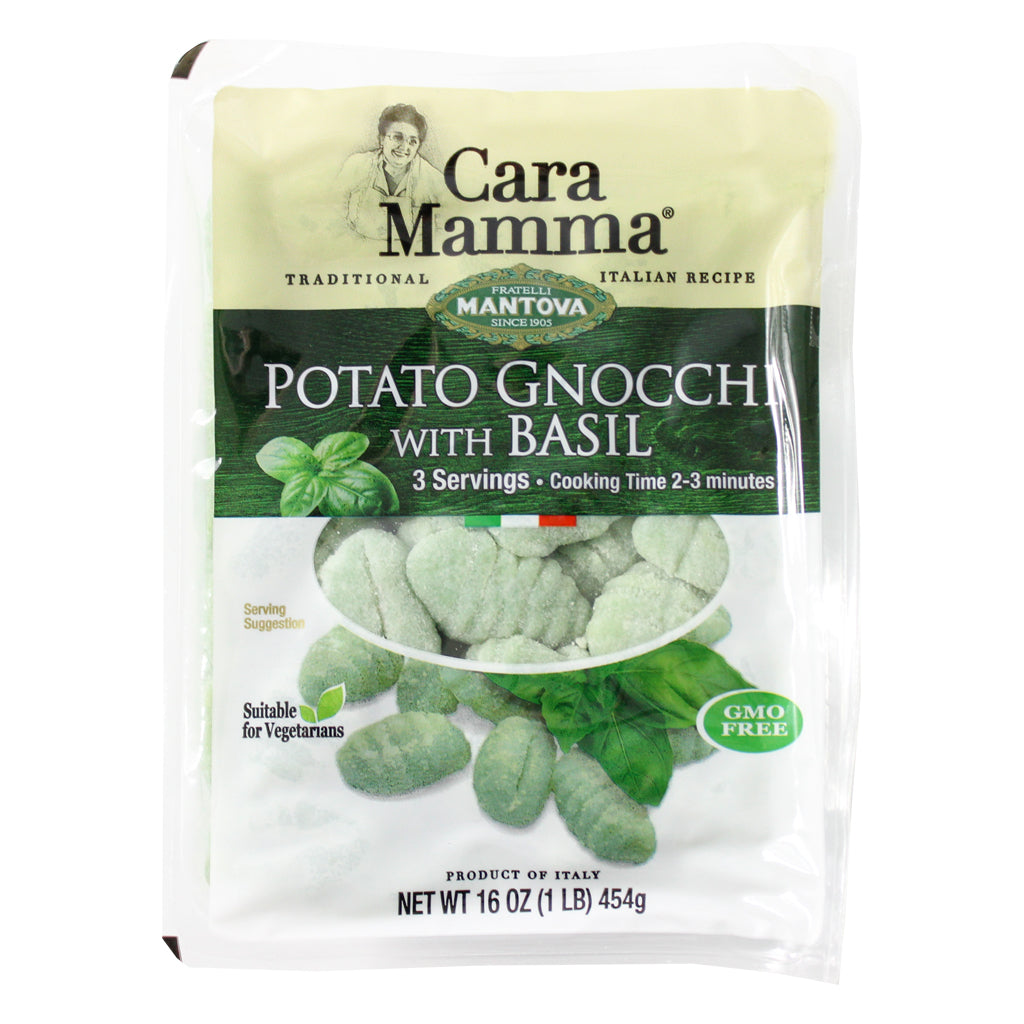 Cara
Mamma®
TRADITIONAL ITALIAN RECIPE
FRATELLI
MANTOVA
SINCE 1905
POTATO GNOCCHI
WITH BASIL
3 Servings • Cooking Time 2-3 minutes
Serving
Suggestion
Suitable
for Vegetarians
GMO
FREE
PRODUCT OF ITALY
NET WT 16 OZ (1 LB) 454g